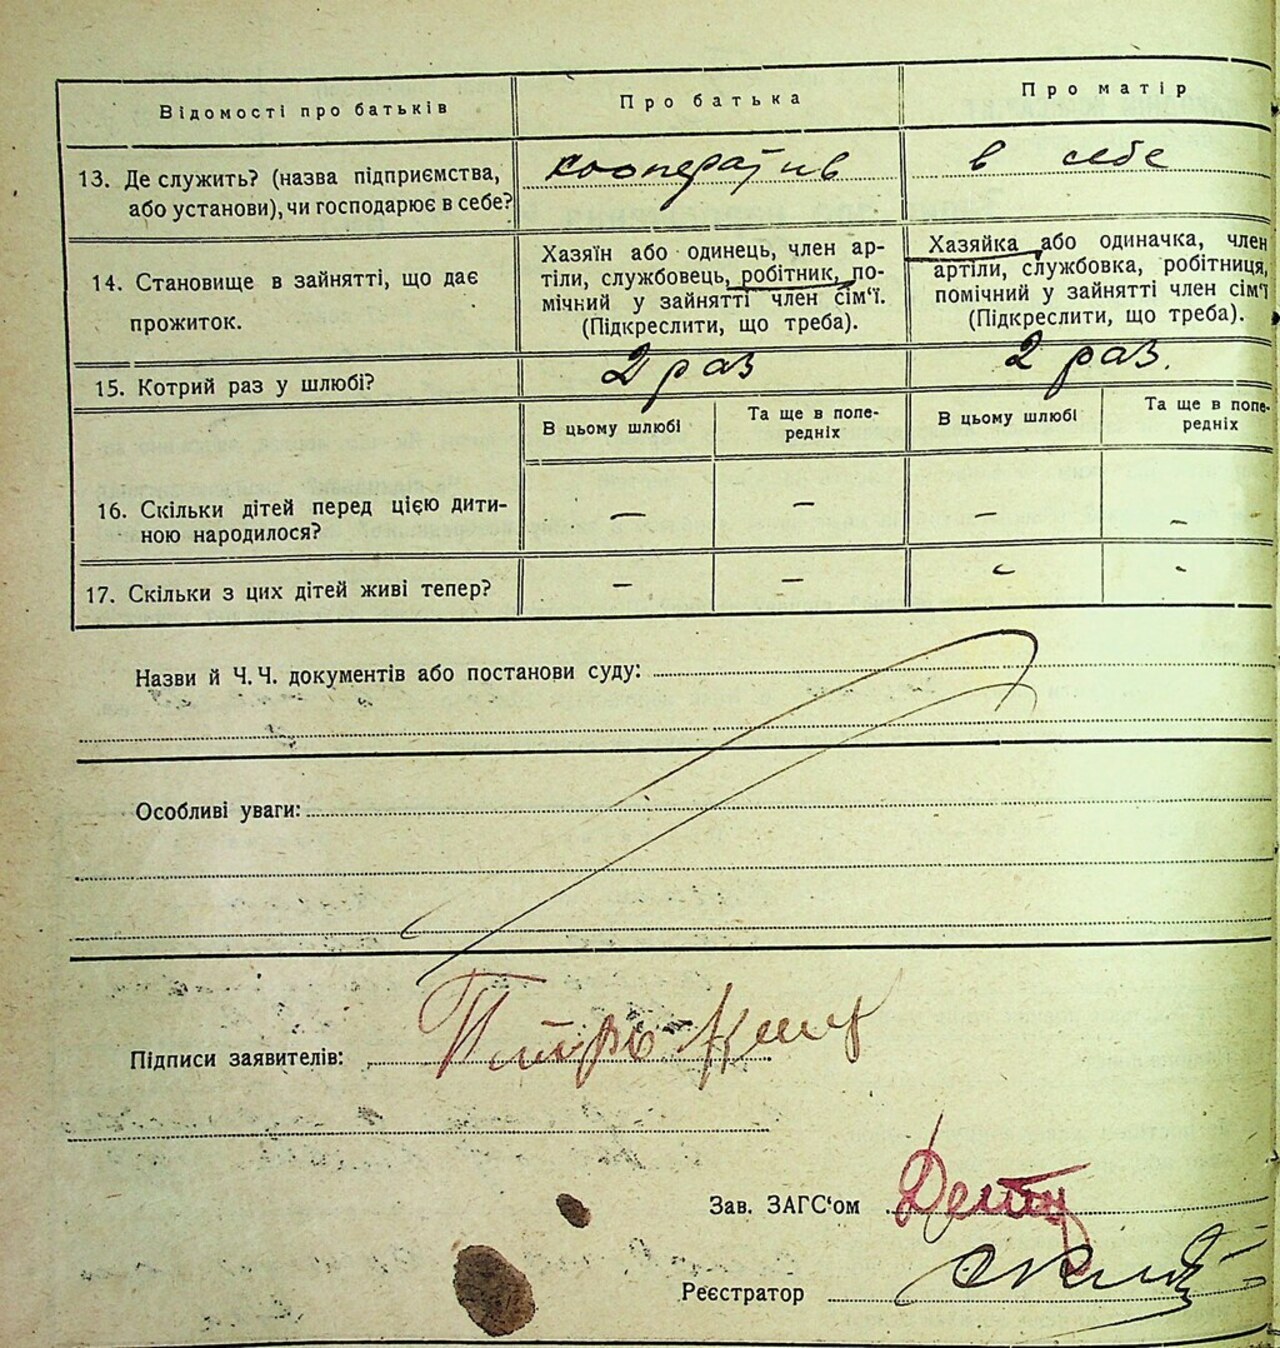 Відомості про батьків
Про батька
Про матір
13. Де служить? (назва підприємства,
або установи), чи господарює в себе?
кооператив
в себе
14. Становище в зайнятті, що дає
прожиток.
Хазяїн або одинець, член ар-
тіли, службовець, робітник, по-
мічний у зайнятті член сім'ї.
(Підкреслити, що треба).
Хазяйка або одиначка, член
артіли, службовка, робітниця,
помічний у зайнятті член сім'ї
(Підкреслити, що треба).
15. Котрий раз у шлюбі?
2 раз
2 раз.
В цьому шлюбі
Та ще в попе-
редніх
В цьому шлюбі
Та ще в попе-
редніх
16. Скільки дітей перед цією дити-
ною народилося?
— — — —
17. Скільки з цих дітей живі тепер?
— — - -
Назви й Ч. Ч. документів або постанови суду:
Особливі уваги:
Підписи заявителів:
Зав. ЗАГС'ом
Реєстратор